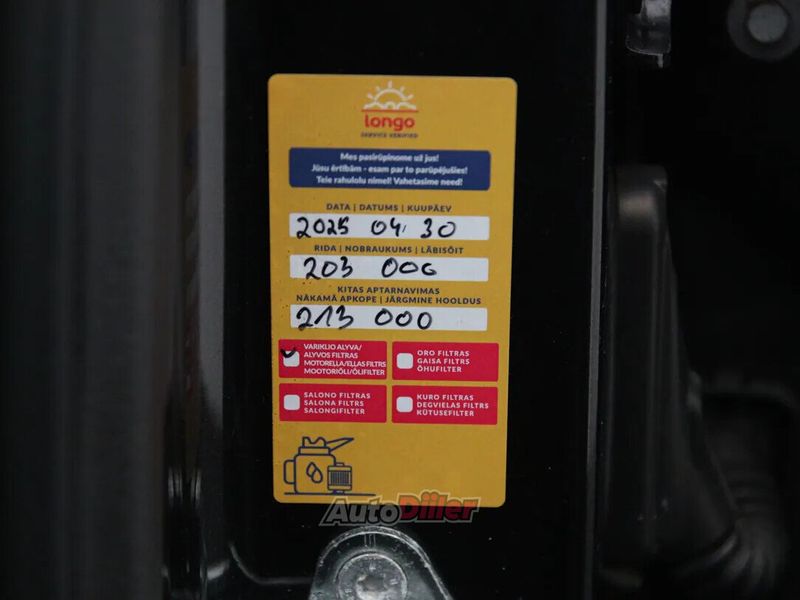 longo
SERVICE VERIFIED
Mes pasirūpinome už jus!
Jūsu ērtībām - esam par to parūpējušies!
Teie rahulolu nimel! Vahetasime need!
DATA | DATUMS | KUUPÄEV
2025 04. 30
RIDA | NOBRAUKUMS | LÄBISÕIT
203 000
KITAS APTARNAVIMAS
NĀKAMĀ APKOPE | JÄRGMINE HOOLDUS
213 000
VARIKLIO ALYVA/
ALYVOS FILTRAS
MOTORELLA/ELLAS FILTRS
MOOTORIÕLI/ÕLIFILTER
ORO FILTRAS
GAISA FILTRS
ÕHUFILTER
SALONO FILTRAS
SALONA FILTRS
SALONGIFILTER
KURO FILTRAS
DEGVIELAS FILTRS
KÜTUSEFILTER
AutoDiiler